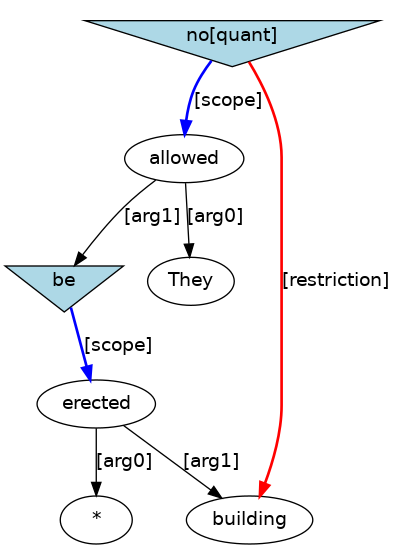 no[quant]
[scope]
allowed
[arg1] [arg0]
be They
[restriction]
[scope]
erected
[arg0] [arg1]
* building